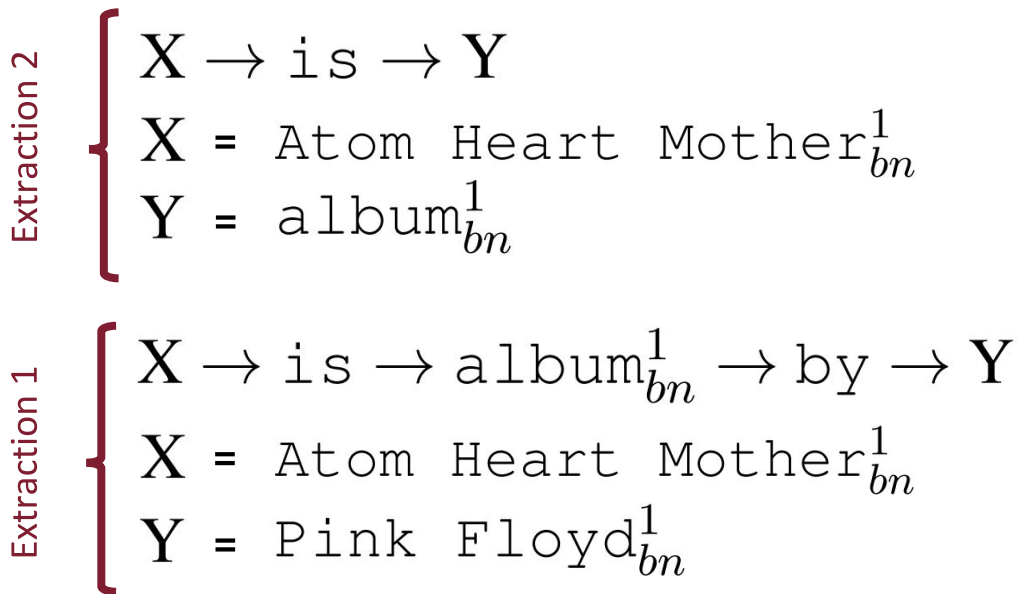 Extraction 2
X → is → Y
X = Atom Heart Mother¹bn
Y = album¹bn
Extraction 1
X → is → album¹bn → by → Y
X = Atom Heart Mother¹bn
Y = Pink Floyd¹bn